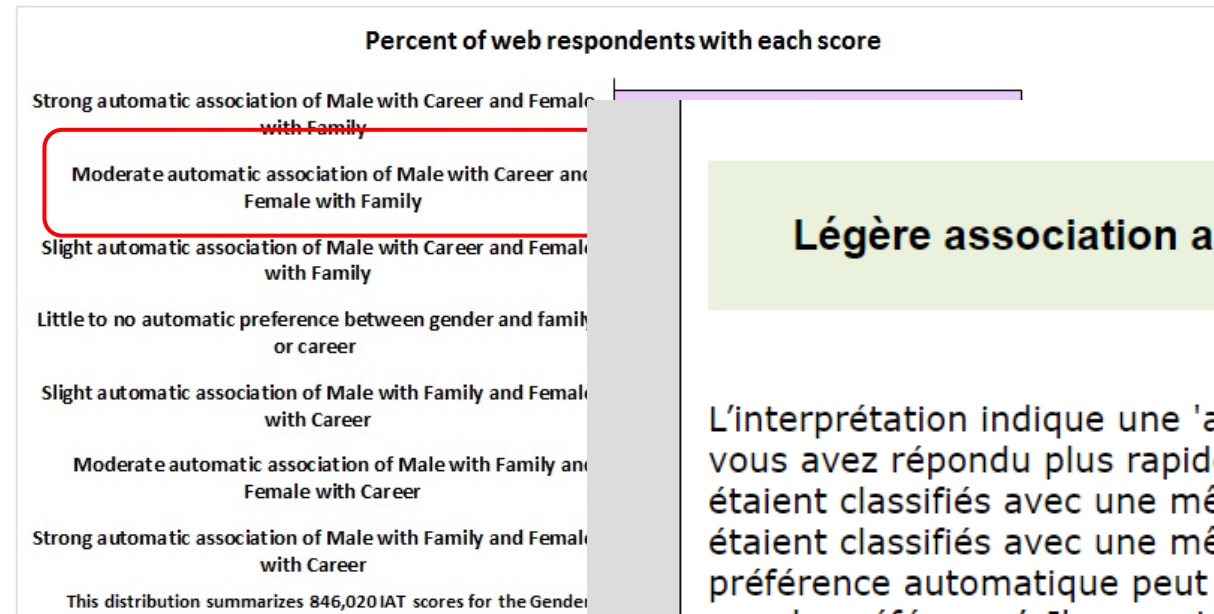 Percent of web respondents with each score
Strong automatic association of Male with Career and Female
with Family
Moderate automatic association of Male with Career and
Female with Family
Slight automatic association of Male with Career and Female
with Family
Little to no automatic preference between gender and family
or career
Slight automatic association of Male with Family and Female
with Career
Moderate automatic association of Male with Family and
Female with Career
Strong automatic association of Male with Family and Female
with Career
This distribution summarizes 846,020 IAT scores for the Gender
Légère association a
L'interprétation indique une 'a
vous avez répondu plus rapid
étaient classifiés avec une mê
étaient classifiés avec une mê
préférence automatique peut